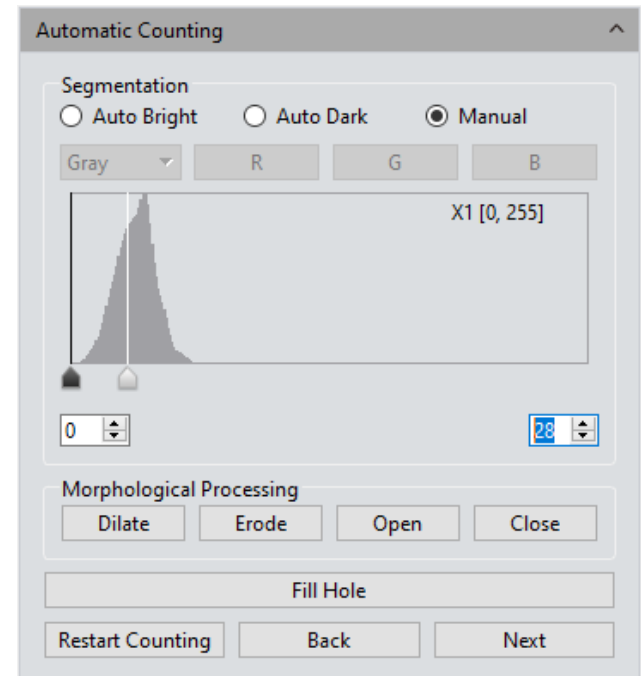 Automatic Counting
Segmentation
Auto Bright Auto Dark Manual
Gray R G B
X1 [0, 255]
0 28
Morphological Processing
Dilate Erode Open Close
Fill Hole
Restart Counting Back Next